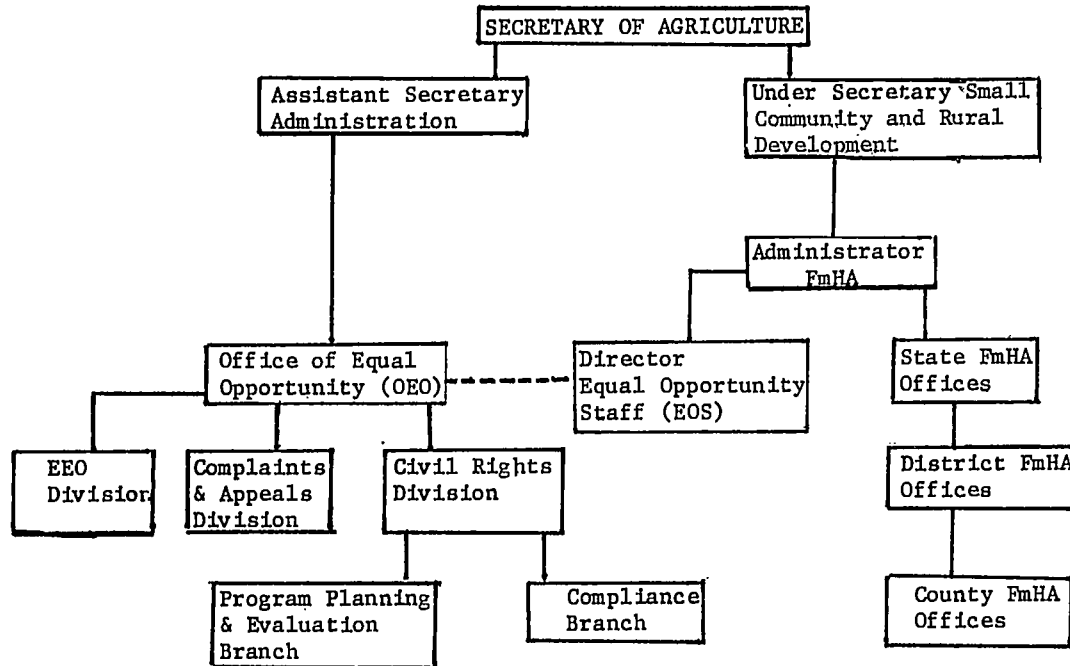 SECRETARY OF AGRICULTURE
Assistant Secretary
Administration
Under Secretary Small
Community and Rural
Development
Administrator
FmHA
Office of Equal
Opportunity (OEO)
Director
Equal Opportunity
Staff (EOS)
State FmHA
Offices
EEO
Division
Complaints
& Appeals
Division
Civil Rights
Division
District FmHA
Offices
Program Planning
& Evaluation
Branch
Compliance
Branch
County FmHA
Offices